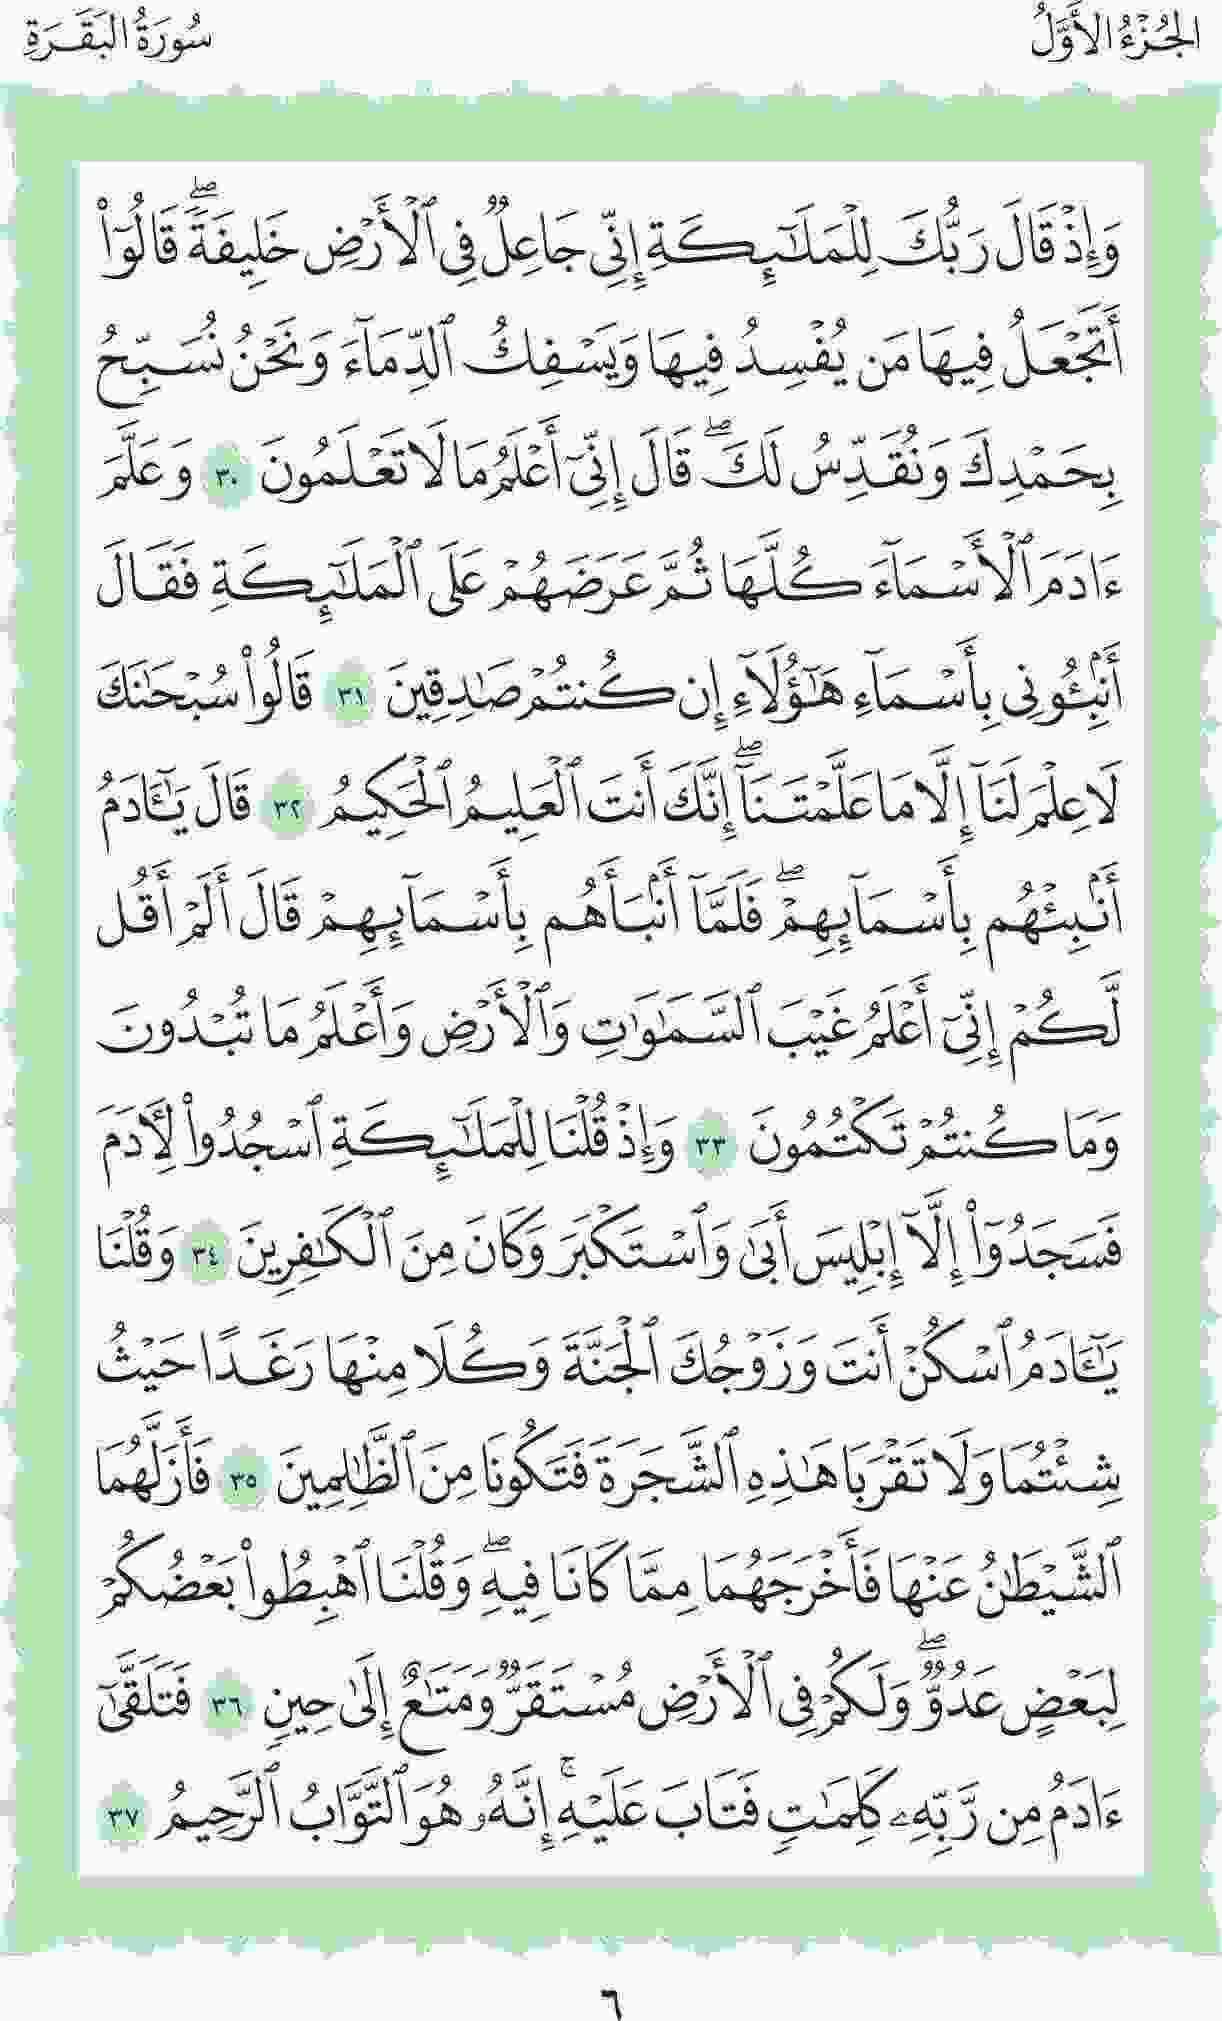 الجُزْءُ الأَوَّلُ
سُورَةُ البَقَرَةِ
وَإِذْ قَالَ رَبُّكَ لِلْمَلَٰٓئِكَةِ إِنِّي جَاعِلٌ فِي ٱلْأَرْضِ خَلِيفَةً ۖ قَالُوٓا۟
أَتَجْعَلُ فِيهَا مَن يُفْسِدُ فِيهَا وَيَسْفِكُ ٱلدِّمَآءَ وَنَحْنُ نُسَبِّحُ
بِحَمْدِكَ وَنُقَدِّسُ لَكَ ۖ قَالَ إِنِّيٓ أَعْلَمُ مَا لَا تَعْلَمُونَ ٣٠ وَعَلَّمَ
ءَادَمَ ٱلْأَسْمَآءَ كُلَّهَا ثُمَّ عَرَضَهُمْ عَلَى ٱلْمَلَٰٓئِكَةِ فَقَالَ
أَنۢبِـُٔونِي بِأَسْمَآءِ هَٰٓؤُلَآءِ إِن كُنتُمْ صَٰدِقِينَ ٣١ قَالُوا۟ سُبْحَٰنَكَ
لَا عِلْمَ لَنَآ إِلَّا مَا عَلَّمْتَنَآ ۖ إِنَّكَ أَنتَ ٱلْعَلِيمُ ٱلْحَكِيمُ ٣٢ قَالَ يَٰٓـَٔادَمُ
أَنۢبِئْهُم بِأَسْمَآئِهِمْ ۖ فَلَمَّآ أَنۢبَأَهُم بِأَسْمَآئِهِمْ قَالَ أَلَمْ أَقُل
لَّكُمْ إِنِّيٓ أَعْلَمُ غَيْبَ ٱلسَّمَٰوَٰتِ وَٱلْأَرْضِ وَأَعْلَمُ مَا تُبْدُونَ
وَمَا كُنتُمْ تَكْتُمُونَ ٣٣ وَإِذْ قُلْنَا لِلْمَلَٰٓئِكَةِ ٱسْجُدُوا۟ لِـَٔادَمَ
فَسَجَدُوٓا۟ إِلَّآ إِبْلِيسَ أَبَىٰ وَٱسْتَكْبَرَ وَكَانَ مِنَ ٱلْكَٰفِرِينَ ٣٤ وَقُلْنَا
يَٰٓـَٔادَمُ ٱسْكُنْ أَنتَ وَزَوْجُكَ ٱلْجَنَّةَ وَكُلَا مِنْهَا رَغَدًا حَيْثُ
شِئْتُمَا وَلَا تَقْرَبَا هَٰذِهِ ٱلشَّجَرَةَ فَتَكُونَا مِنَ ٱلظَّٰلِمِينَ ٣٥ فَأَزَلَّهُمَا
ٱلشَّيْطَٰنُ عَنْهَا فَأَخْرَجَهُمَا مِمَّا كَانَا فِيهِ ۖ وَقُلْنَا ٱهْبِطُوا۟ بَعْضُكُمْ
لِبَعْضٍ عَدُوٌّ ۖ وَلَكُمْ فِي ٱلْأَرْضِ مُسْتَقَرٌّ وَمَتَٰعٌ إِلَىٰ حِينٍ ٣٦ فَتَلَقَّىٰٓ
ءَادَمُ مِن رَّبِّهِۦ كَلِمَٰتٍ فَتَابَ عَلَيْهِ ۚ إِنَّهُۥ هُوَ ٱلتَّوَّابُ ٱلرَّحِيمُ ٣٧
٦